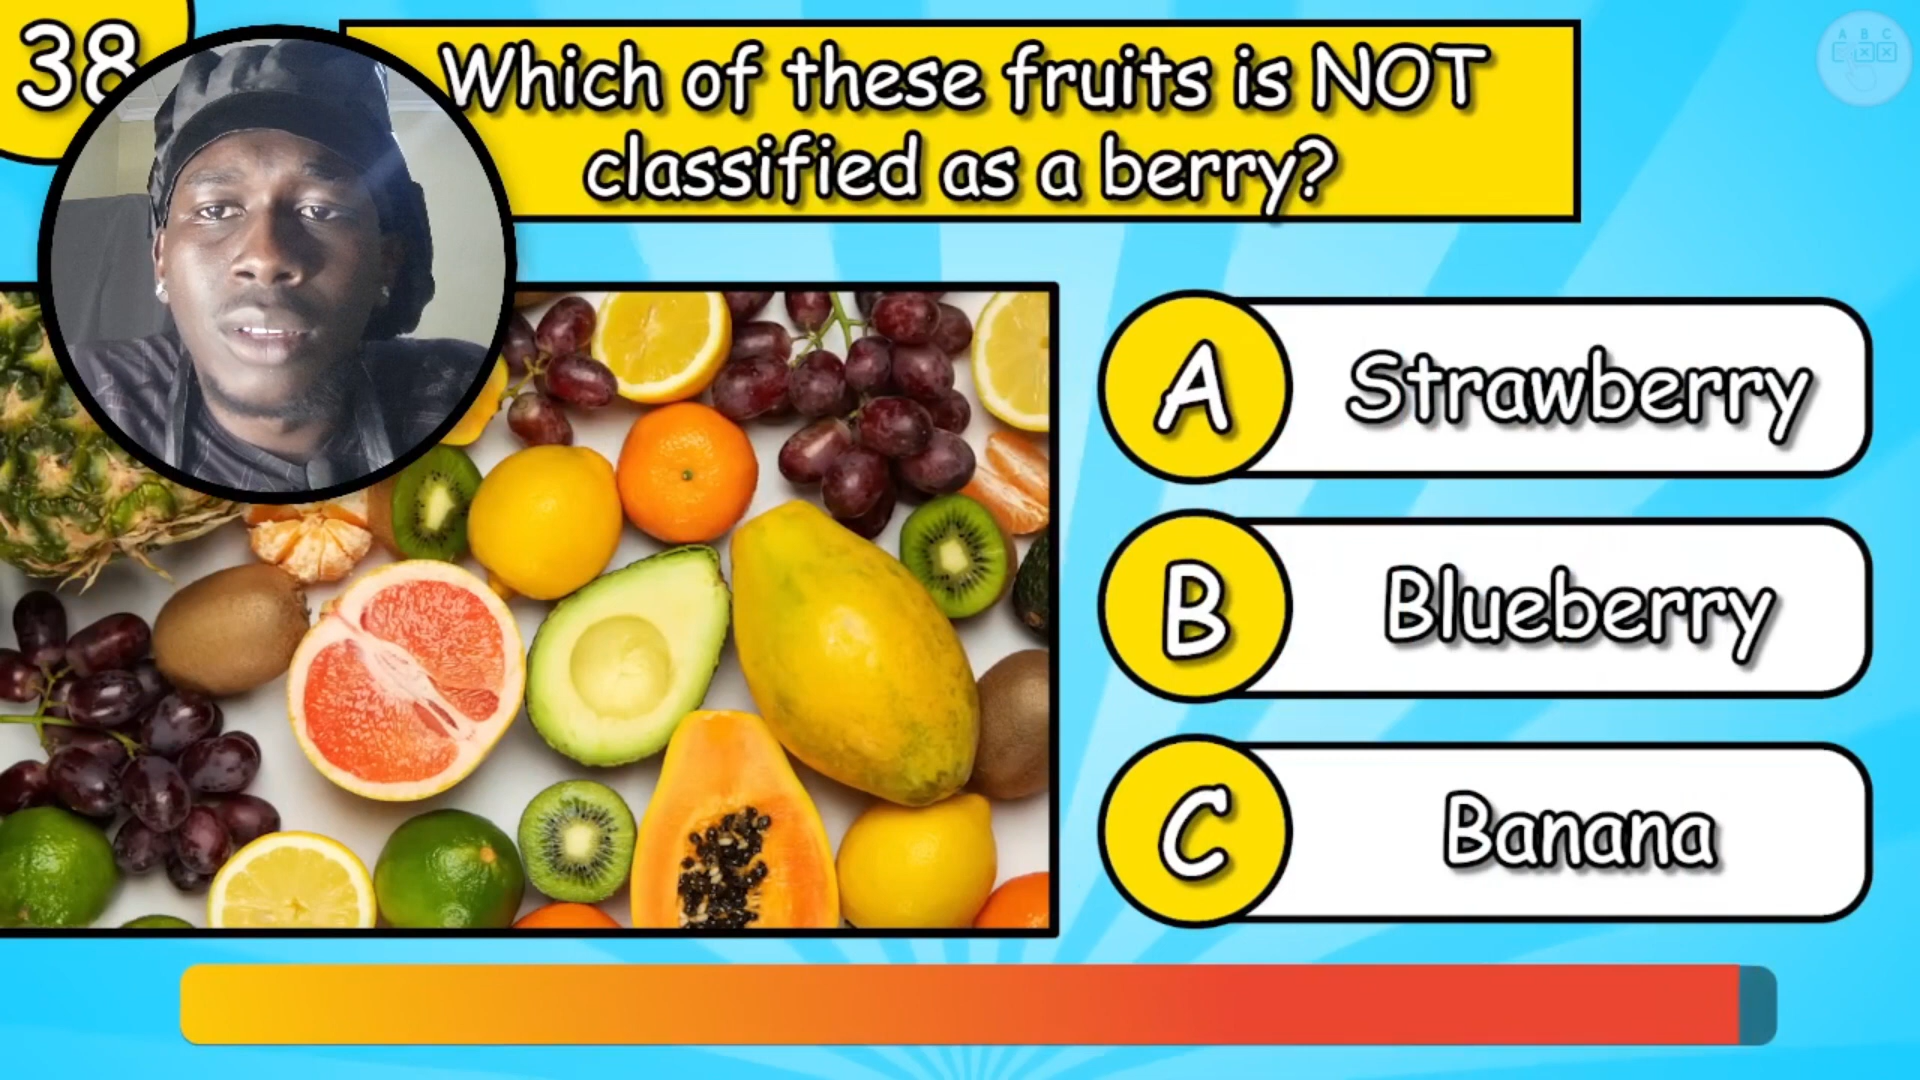 38
Which of these fruits is NOT
classified as a berry?
A Strawberry
B Blueberry
C Banana
A B C